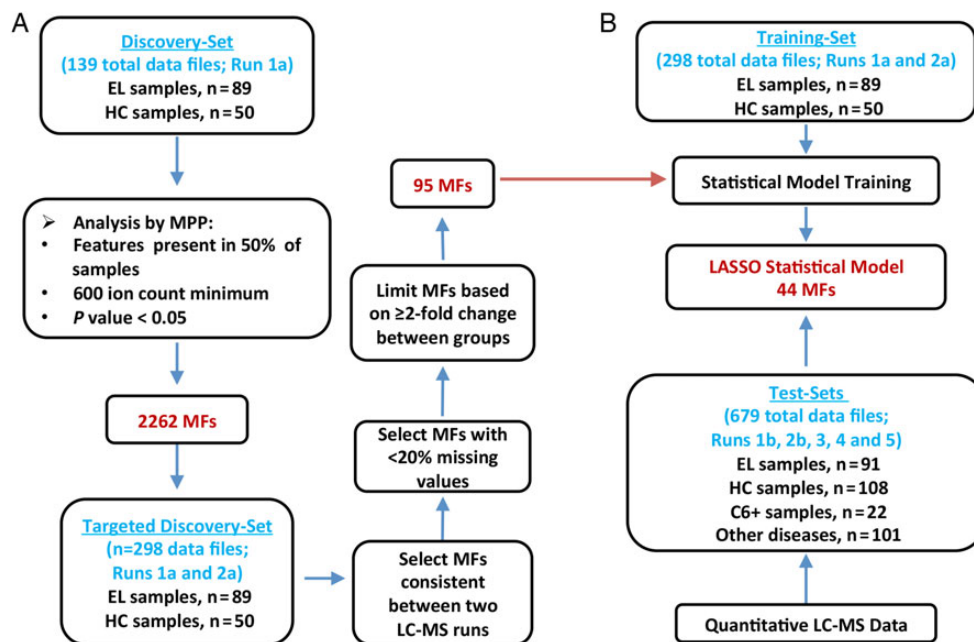 A
Discovery-Set
(139 total data files; Run 1a)
EL samples, n = 89
HC samples, n = 50
➢ Analysis by MPP:
• Features present in 50% of
samples
• 600 ion count minimum
• P value < 0.05
2262 MFs
Targeted Discovery-Set
(n=298 data files;
Runs 1a and 2a)
EL samples, n = 89
HC samples, n = 50
Select MFs
consistent
between two
LC-MS runs
Select MFs with
<20% missing
values
Limit MFs based
on ≥2-fold change
between groups
95 MFs
B
Training-Set
(298 total data files; Runs 1a and 2a)
EL samples, n = 89
HC samples, n = 50
Statistical Model Training
LASSO Statistical Model
44 MFs
Test-Sets
(679 total data files;
Runs 1b, 2b, 3, 4 and 5)
EL samples, n = 91
HC samples, n = 108
C6+ samples, n = 22
Other diseases, n = 101
Quantitative LC-MS Data